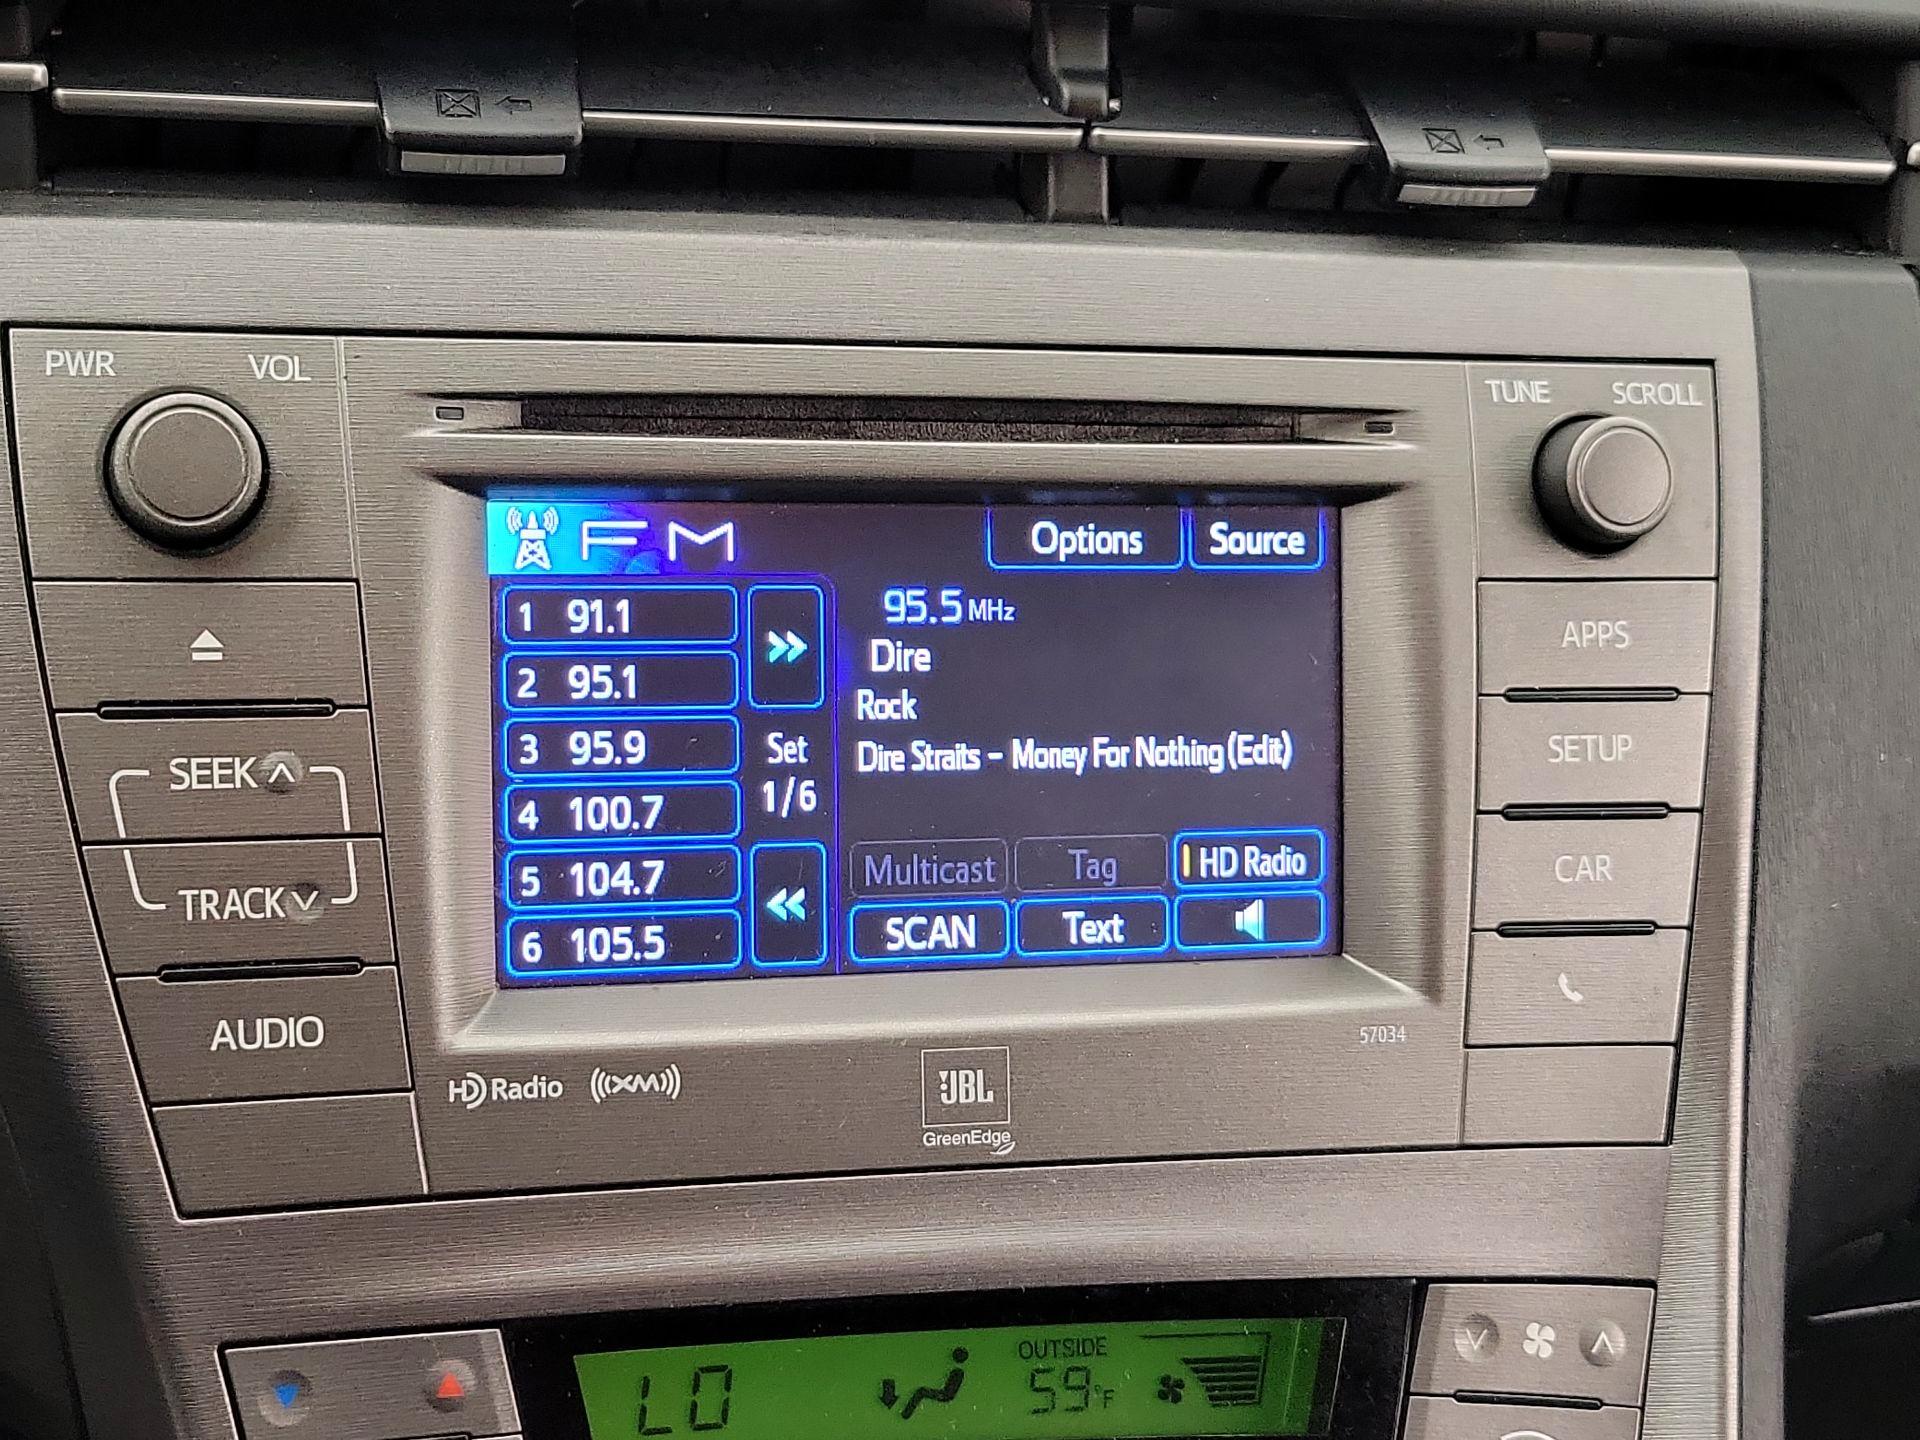 PWR VOL
TUNE SCROLL
FM Options Source
1 91.1
2 95.1
3 95.9
4 100.7
5 104.7
6 105.5
Set
1/6
95.5 MHz
Dire
Rock
Dire Straits - Money For Nothing (Edit)
Multicast Tag HD Radio
SCAN Text
SEEK
TRACK
AUDIO
APPS
SETUP
CAR
57034
HD Radio
((XM))
JBL
GreenEdge
LO
OUTSIDE
59°F